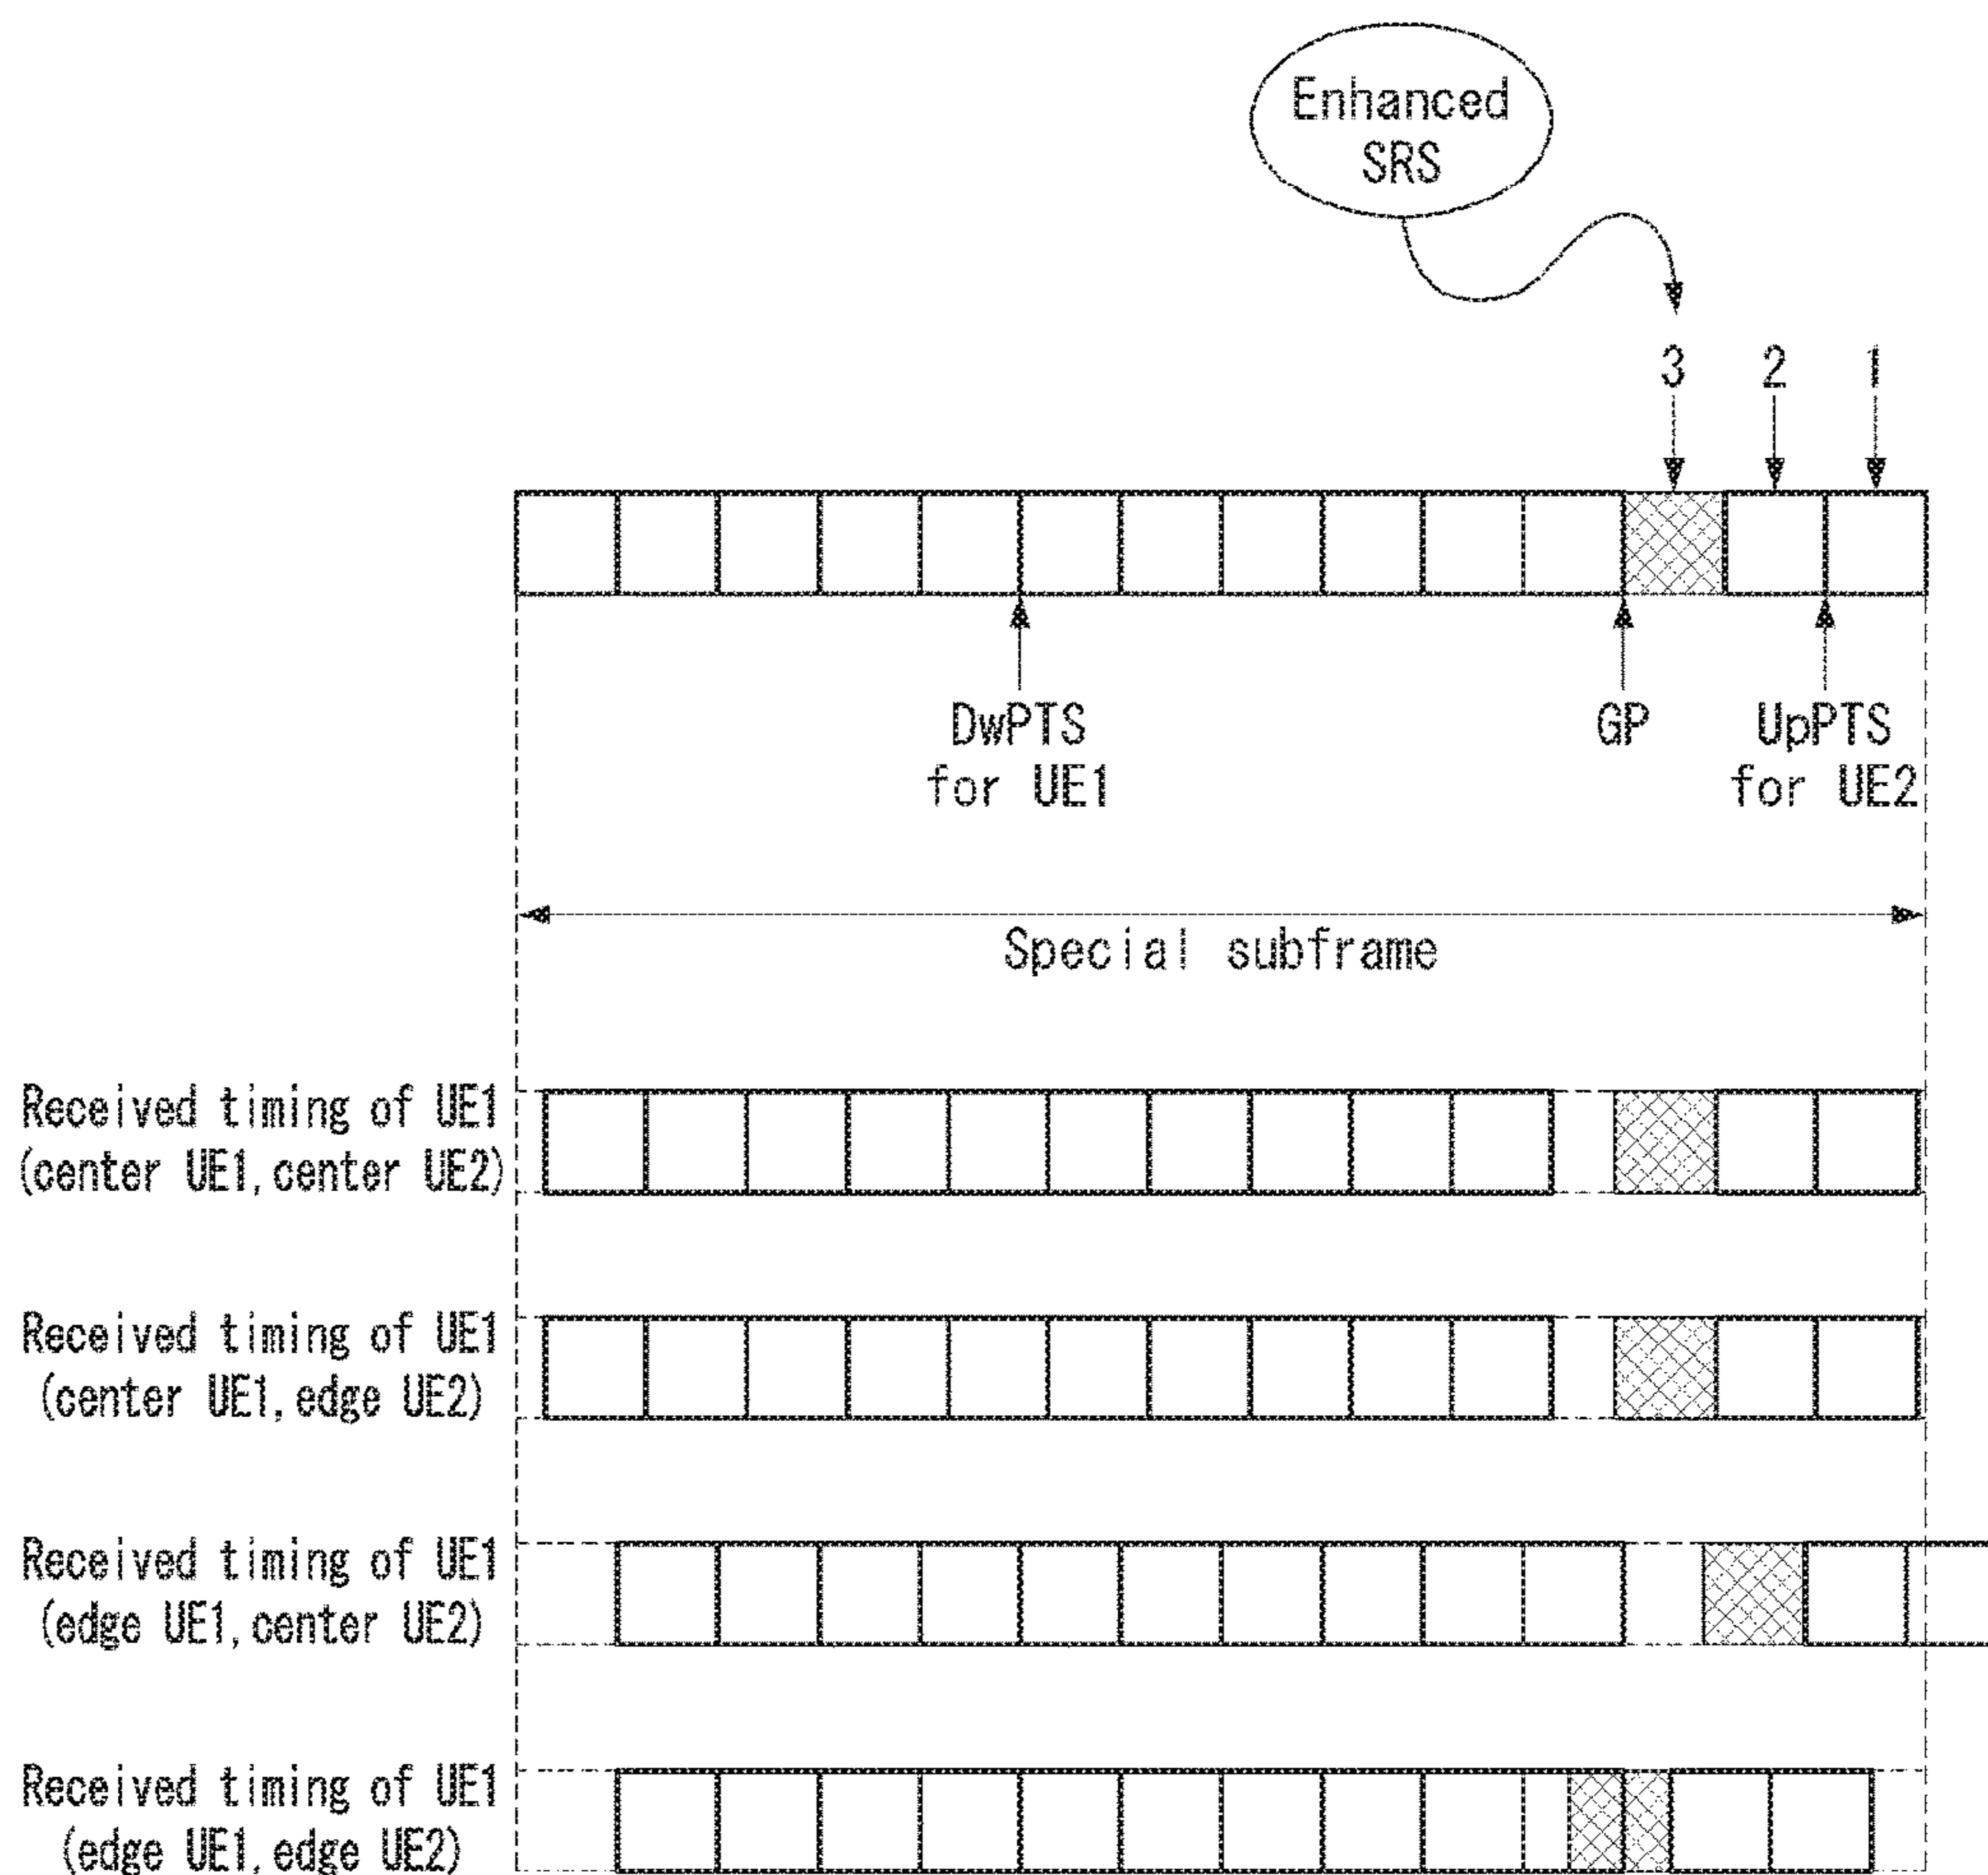 Enhanced
SRS
3 2 1
DwPTS
for UE1
GP
UpPTS
for UE2
Special subframe
Received timing of UE1
(center UE1, center UE2)
Received timing of UE1
(center UE1, edge UE2)
Received timing of UE1
(edge UE1, center UE2)
Received timing of UE1
(edge UE1, edge UE2)